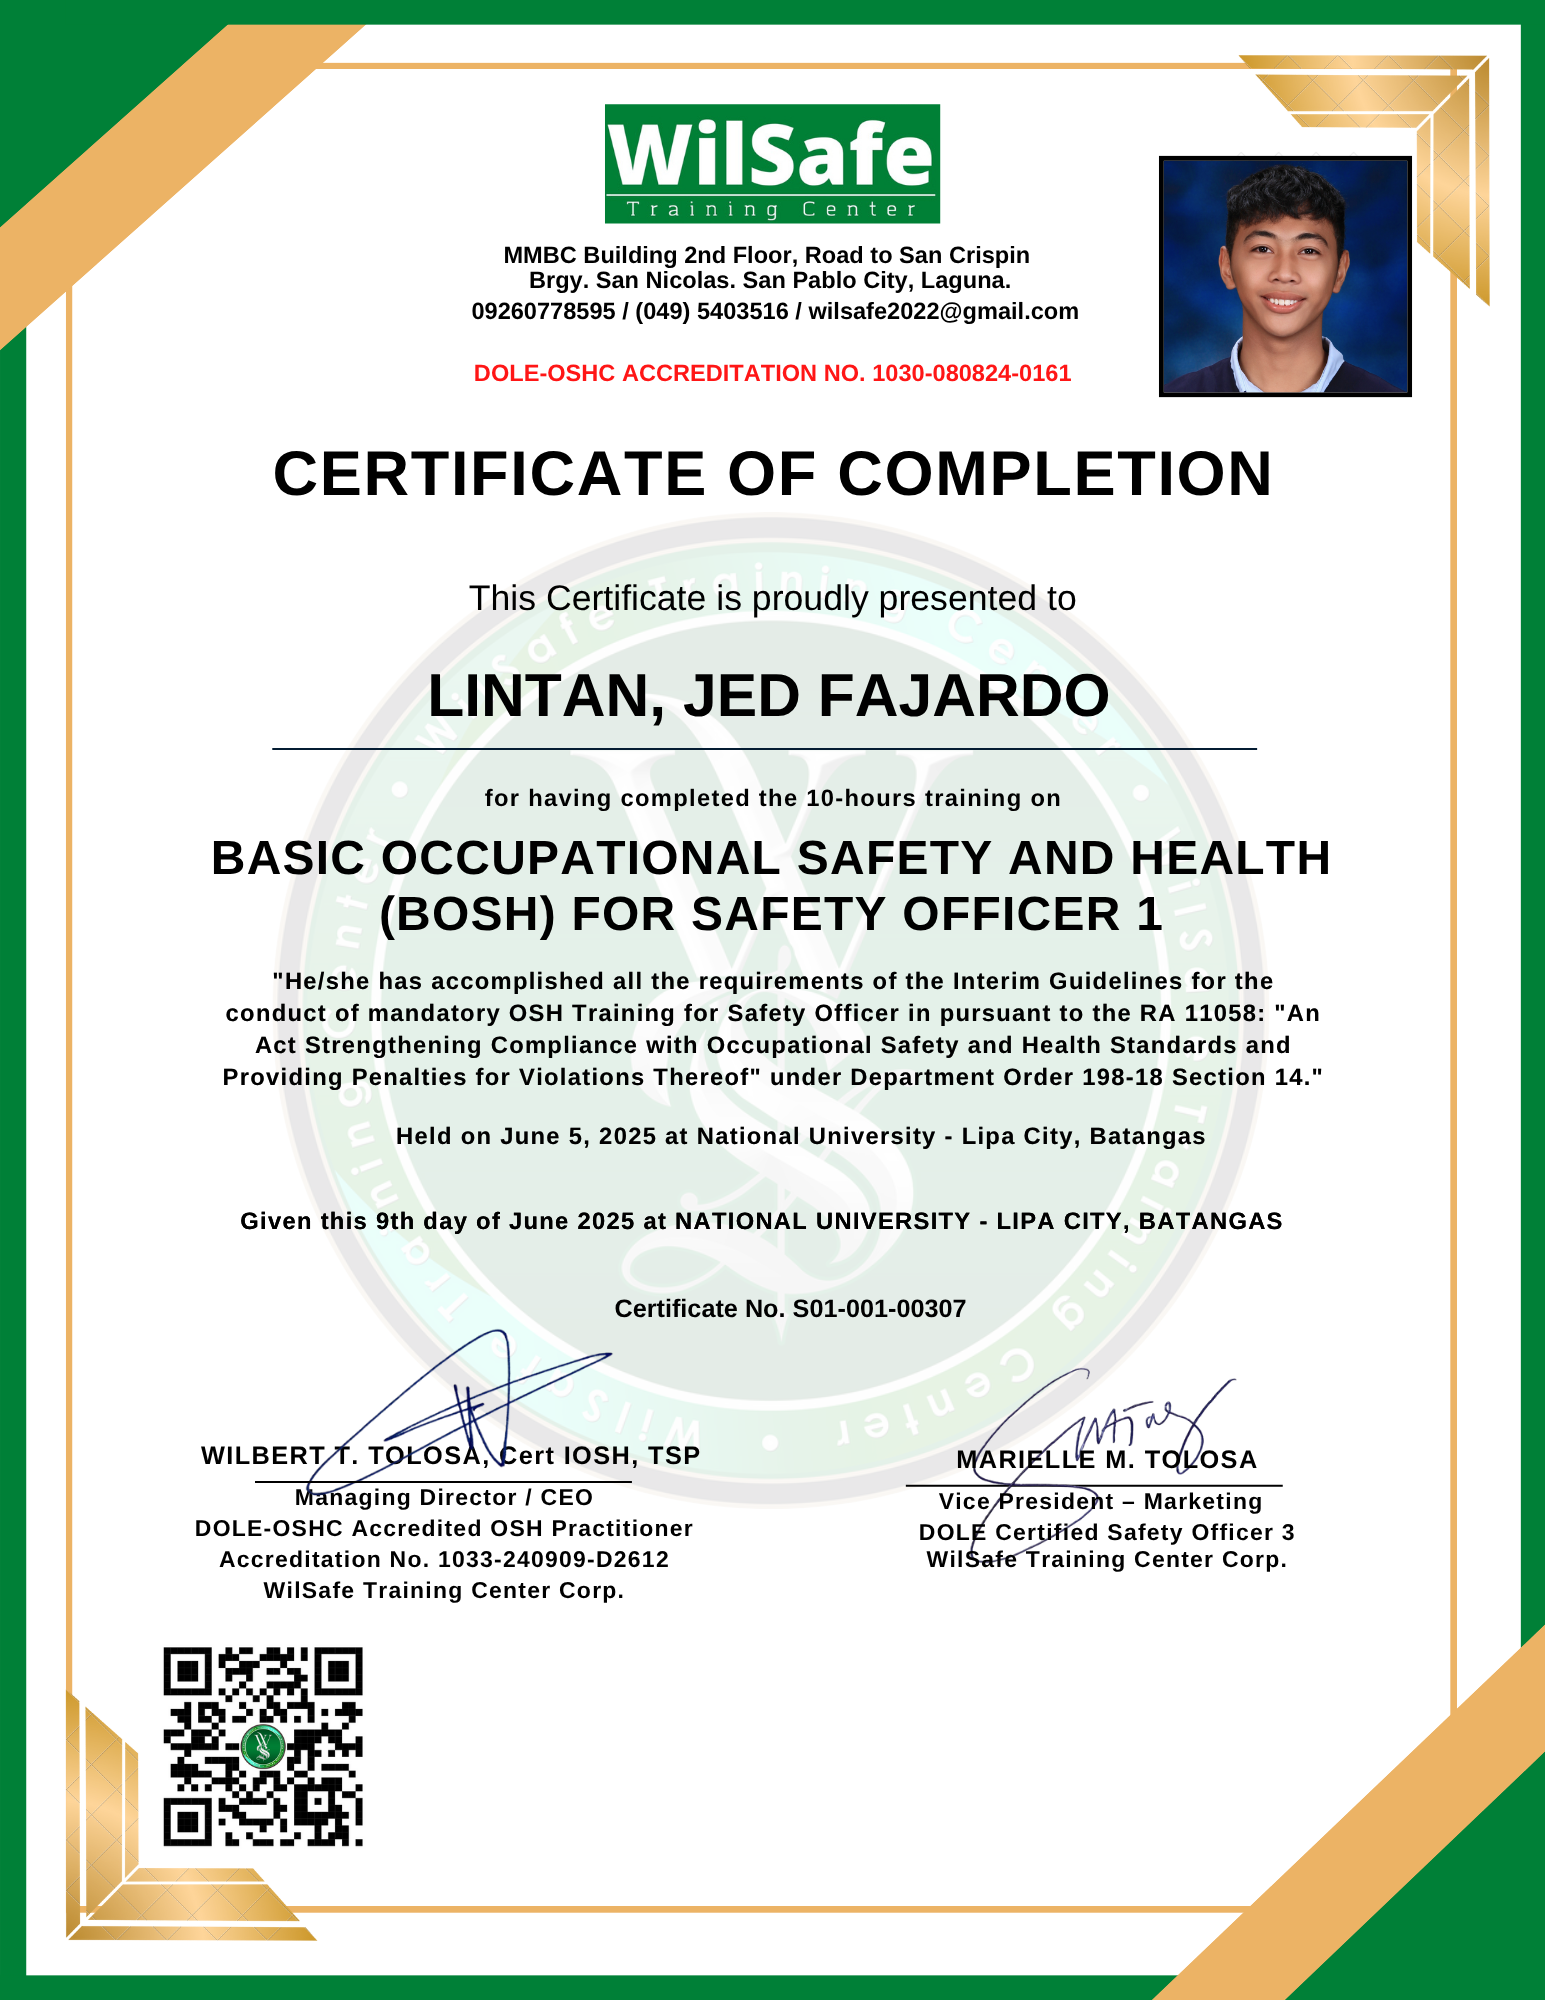 WilSafe
Training Center
MMBC Building 2nd Floor, Road to San Crispin
Brgy. San Nicolas. San Pablo City, Laguna.
09260778595 / (049) 5403516 / wilsafe2022@gmail.com
DOLE-OSHC ACCREDITATION NO. 1030-080824-0161
CERTIFICATE OF COMPLETION
This Certificate is proudly presented to
LINTAN, JED FAJARDO
for having completed the 10-hours training on
BASIC OCCUPATIONAL SAFETY AND HEALTH
(BOSH) FOR SAFETY OFFICER 1
"He/she has accomplished all the requirements of the Interim Guidelines for the
conduct of mandatory OSH Training for Safety Officer in pursuant to the RA 11058: "An
Act Strengthening Compliance with Occupational Safety and Health Standards and
Providing Penalties for Violations Thereof" under Department Order 198-18 Section 14."
Held on June 5, 2025 at National University - Lipa City, Batangas
Given this 9th day of June 2025 at NATIONAL UNIVERSITY - LIPA CITY, BATANGAS
Certificate No. S01-001-00307
WILBERT T. TOLOSA, Cert IOSH, TSP
Managing Director / CEO
DOLE-OSHC Accredited OSH Practitioner
Accreditation No. 1033-240909-D2612
WilSafe Training Center Corp.
MARIELLE M. TOLOSA
Vice President – Marketing
DOLE Certified Safety Officer 3
WilSafe Training Center Corp.
WilSafe Training Center • WilSafe Training Center • WilSafe Training Center •